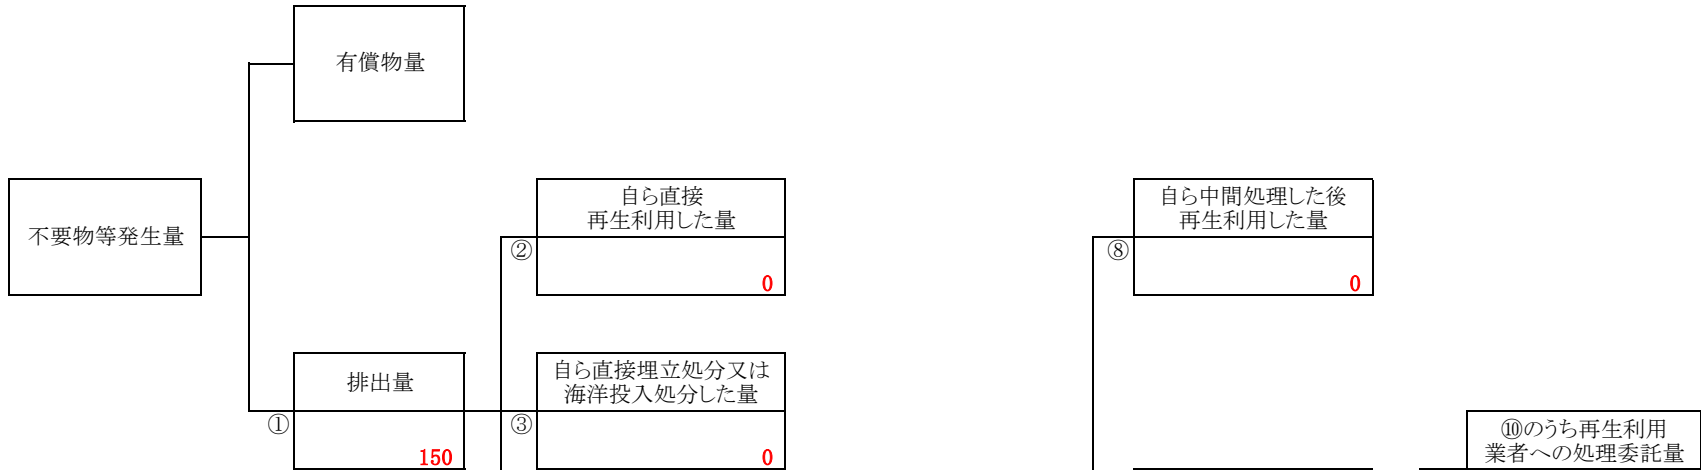 有償物量
不要物等発生量
自ら直接
再生利用した量
②
0
自ら中間処理した後
再生利用した量
⑧
0
排出量
①
150
自ら直接埋立処分又は
海洋投入処分した量
③
0
⑩のうち再生利用
業者への処理委託量